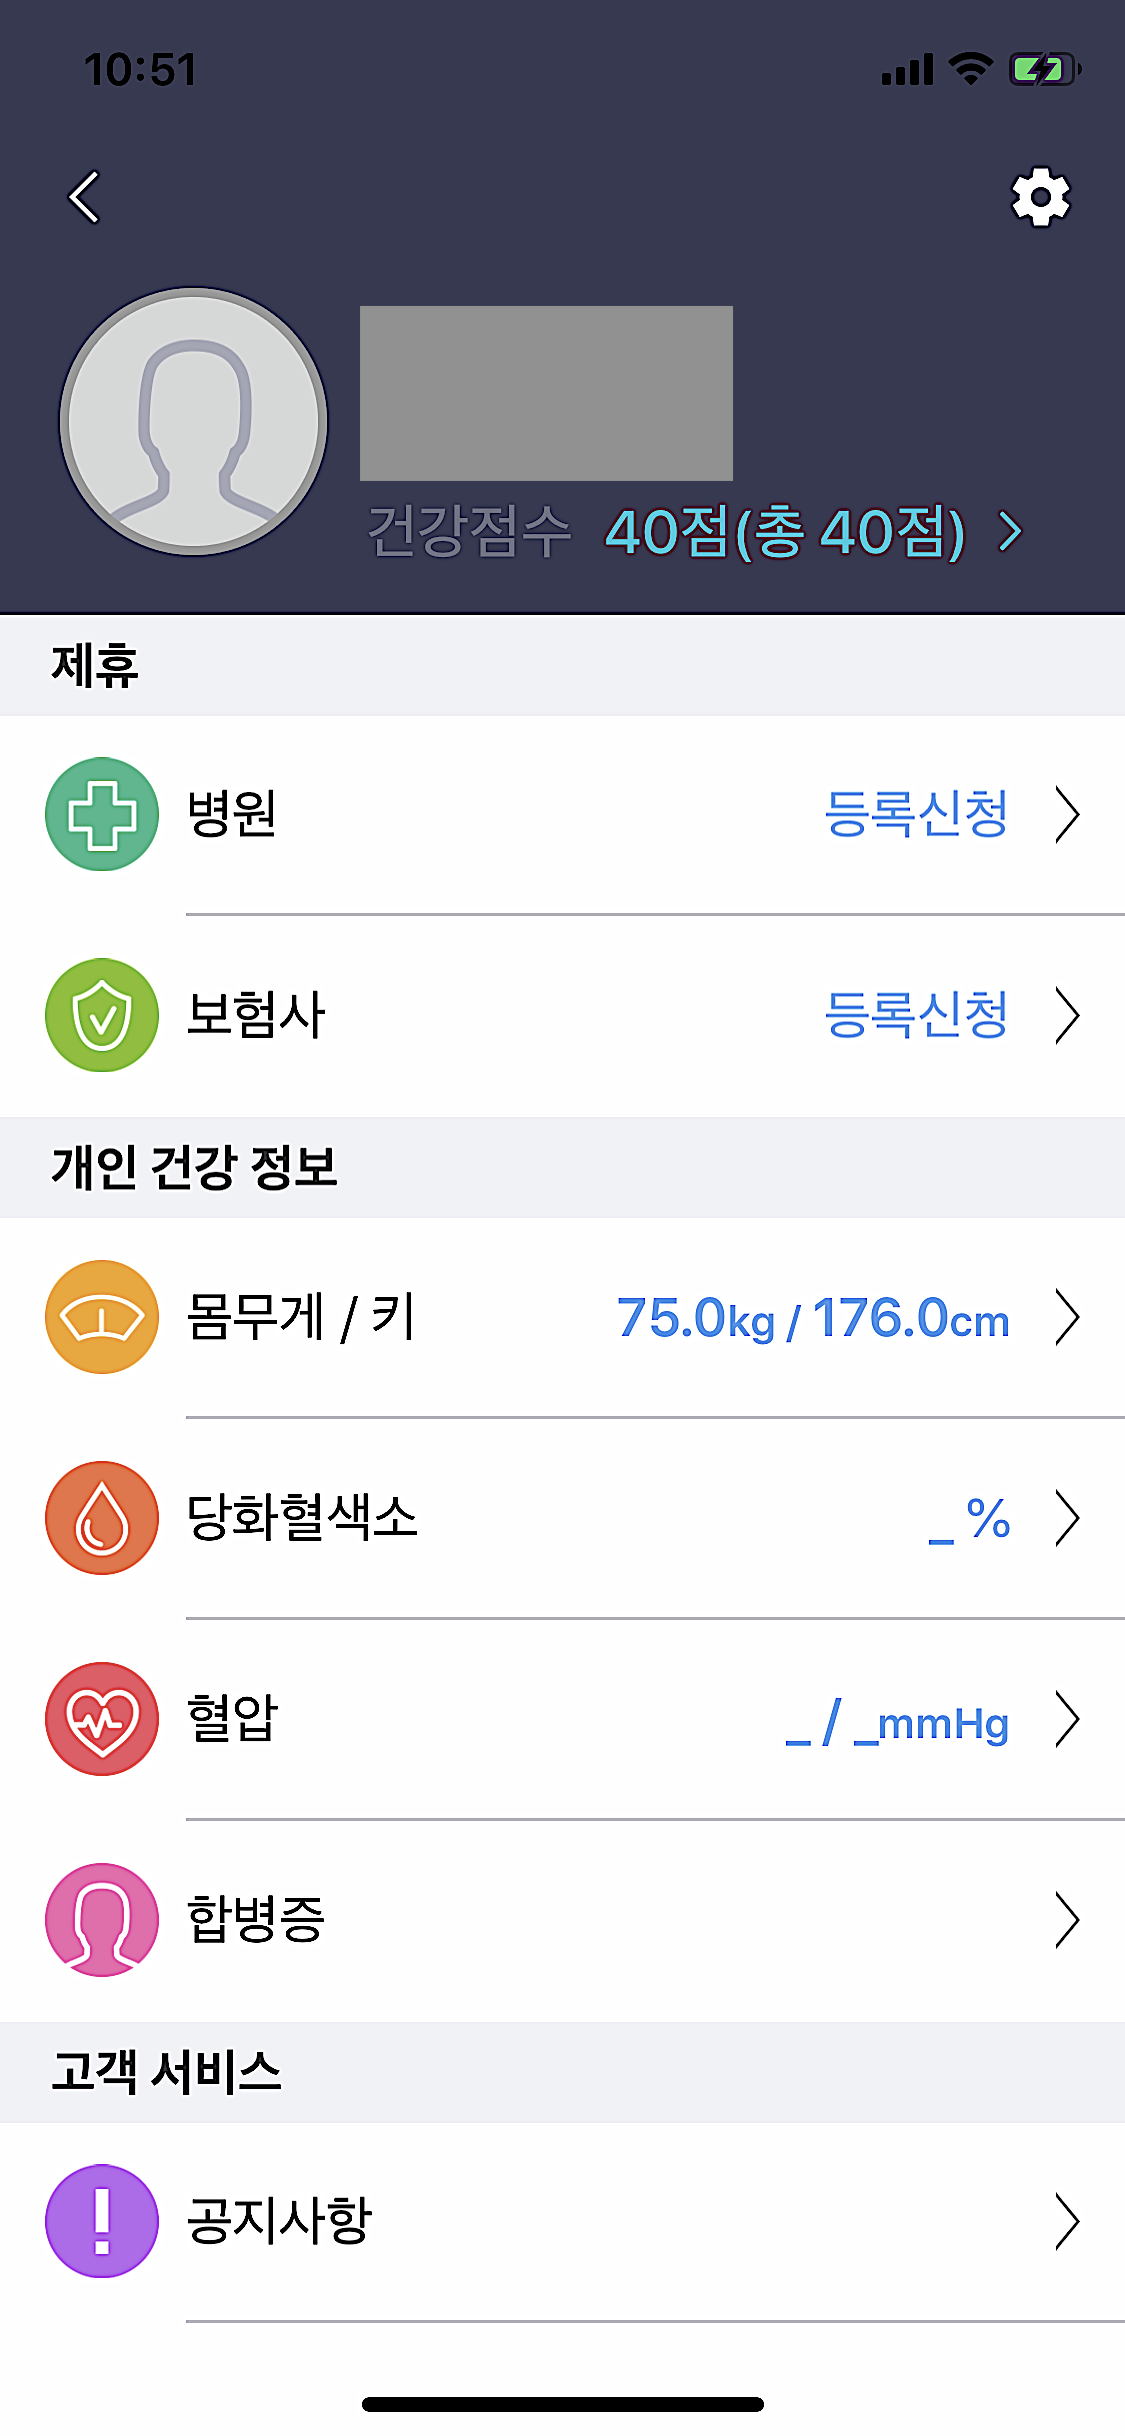 10:51
건강점수 40점(총 40점)
제휴
병원 등록신청
보험사 등록신청
개인 건강 정보
몸무게 / 키 75.0kg / 176.0cm
당화혈색소 _ %
혈압 _ / _mmHg
합병증
고객 서비스
공지사항